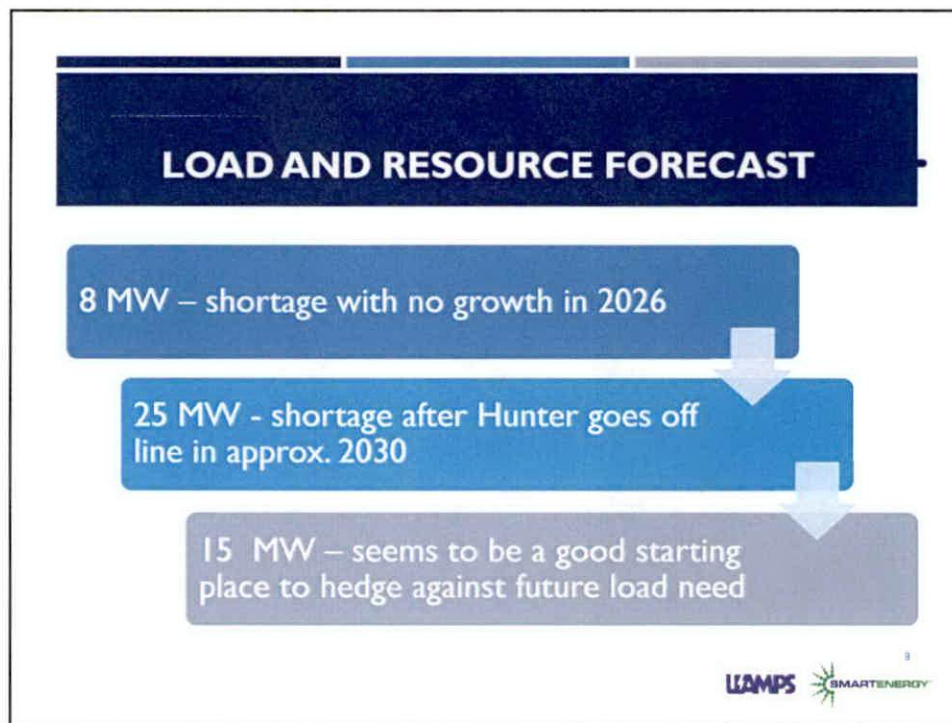 LOAD AND RESOURCE FORECAST
8 MW – shortage with no growth in 2026
25 MW - shortage after Hunter goes off
line in approx. 2030
15 MW – seems to be a good starting
place to hedge against future load need
UAMPS SMARTENERGY